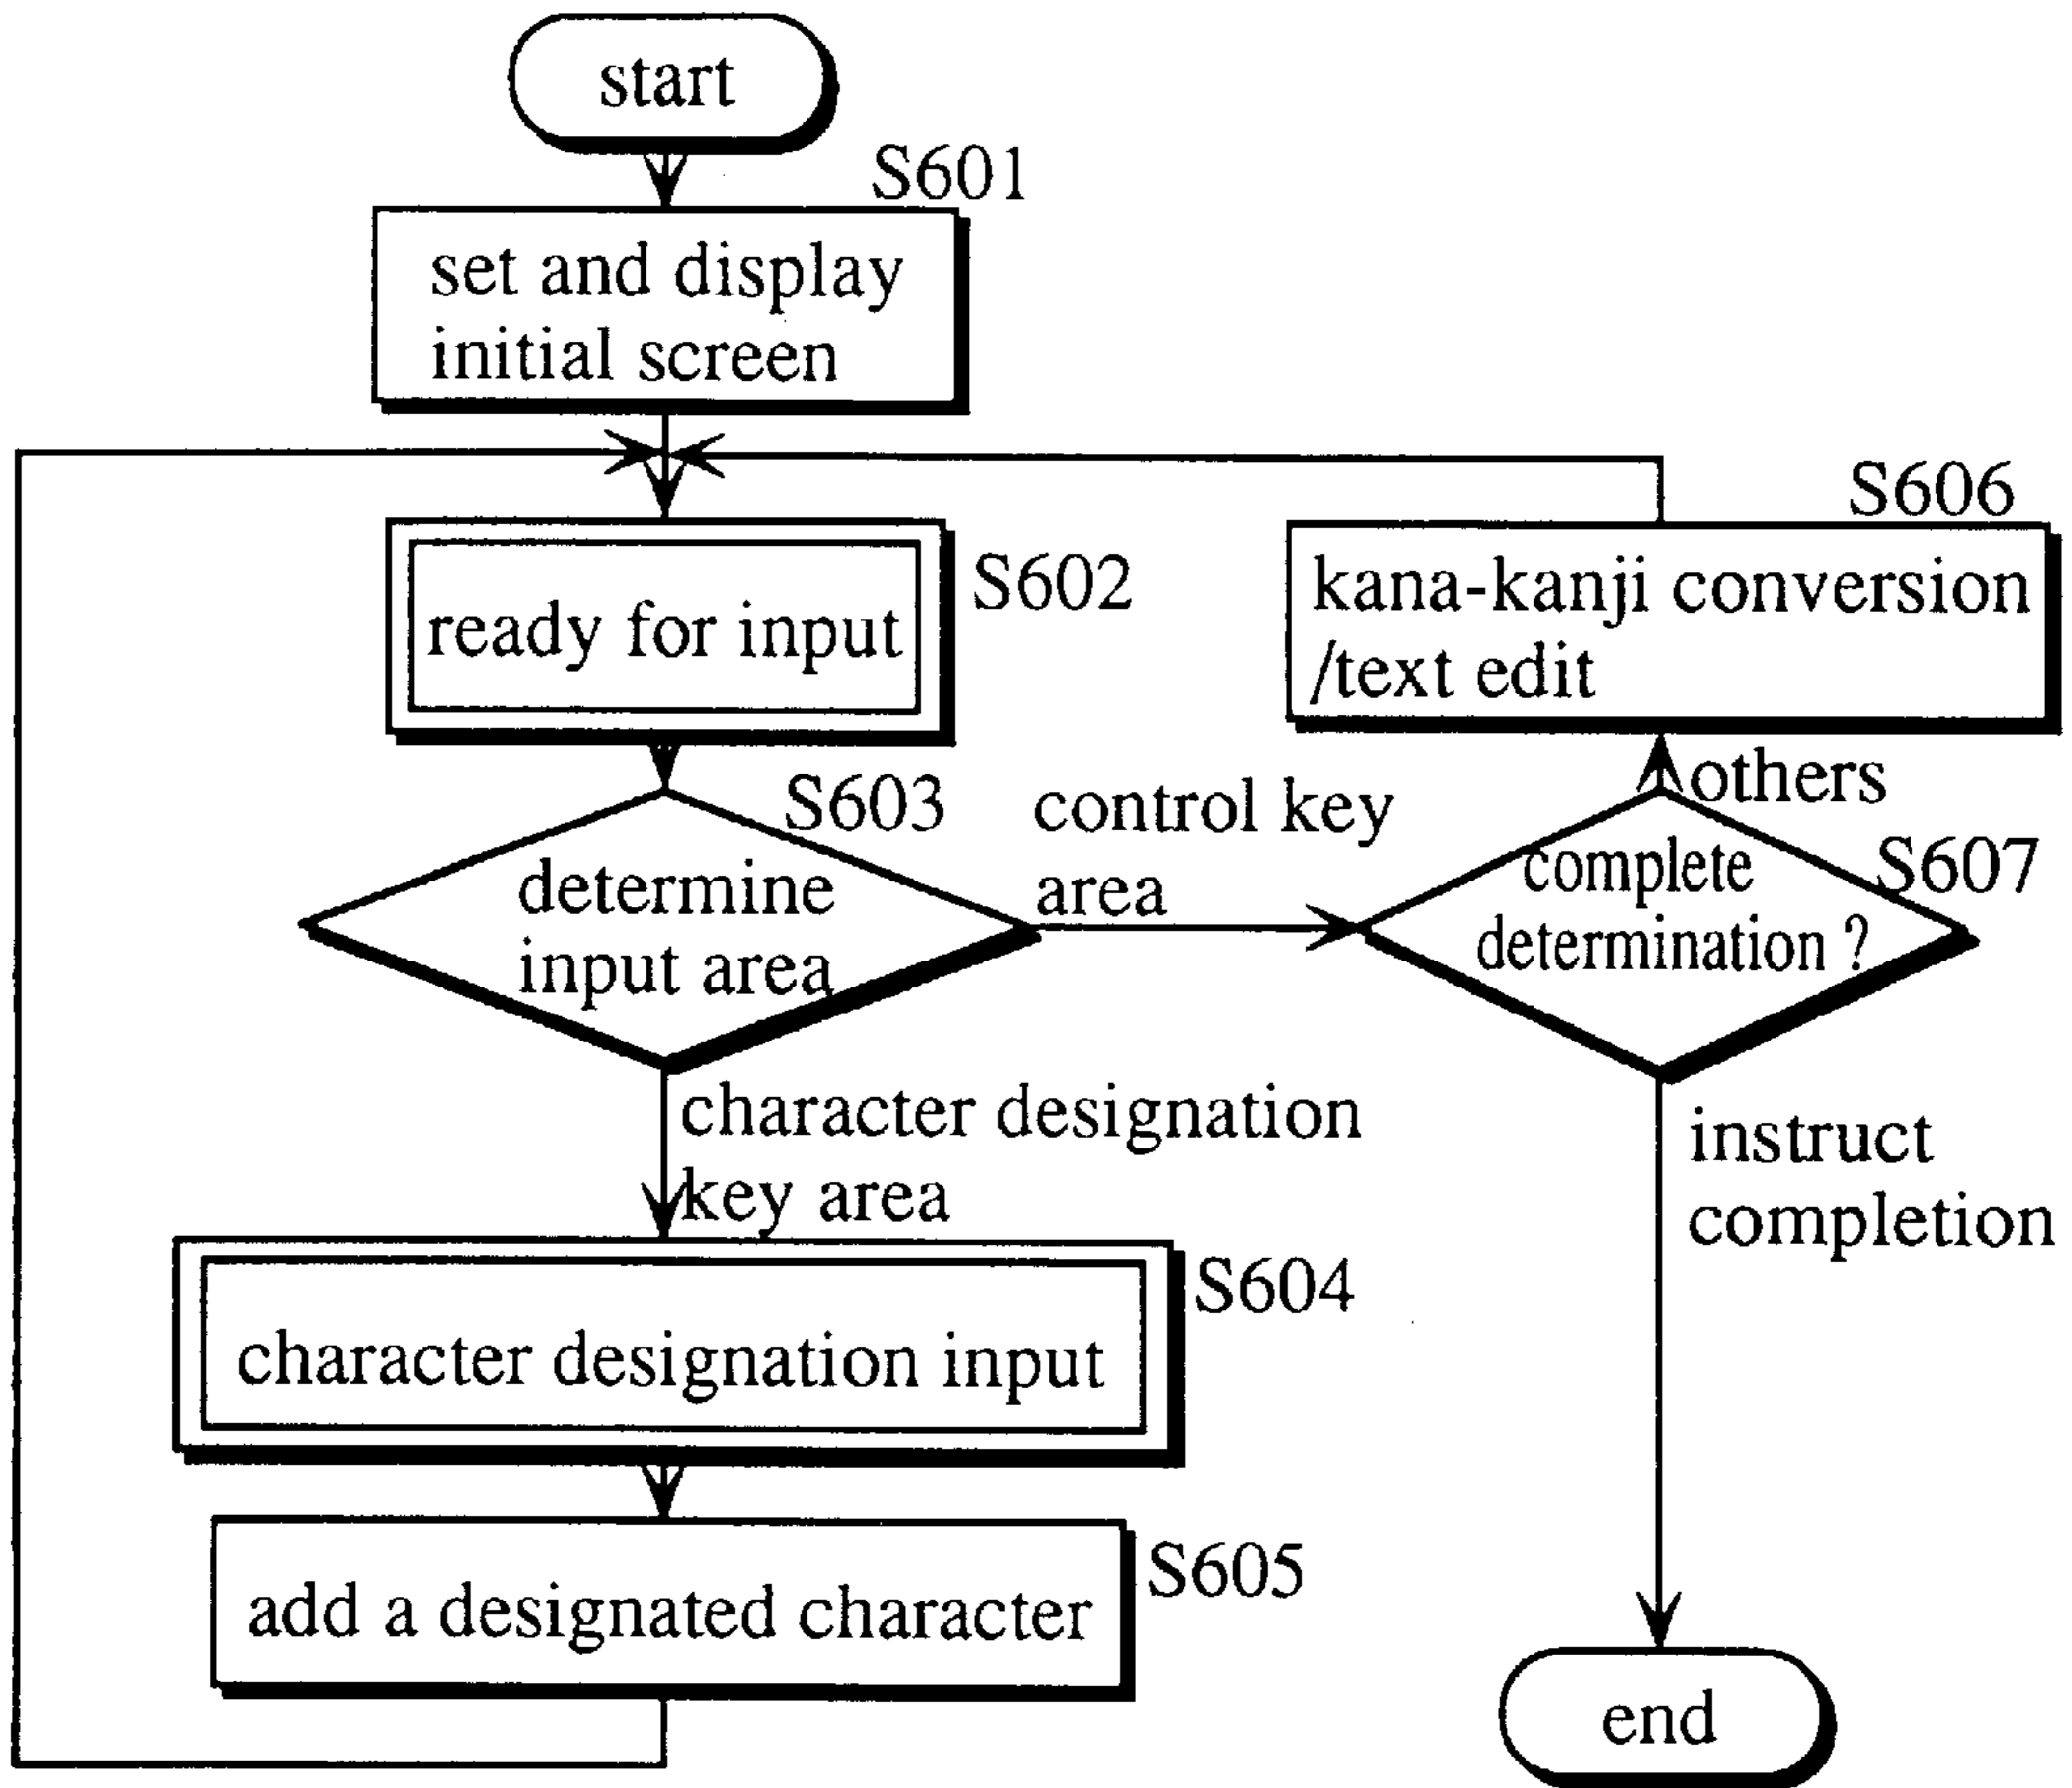 start
S601
set and display
initial screen
S602
ready for input
S606
kana-kanji conversion
/text edit
S603
determine
input area
control key
area
others
S607
complete
determination ?
character designation
key area
instruct
completion
S604
character designation input
S605
add a designated character
end